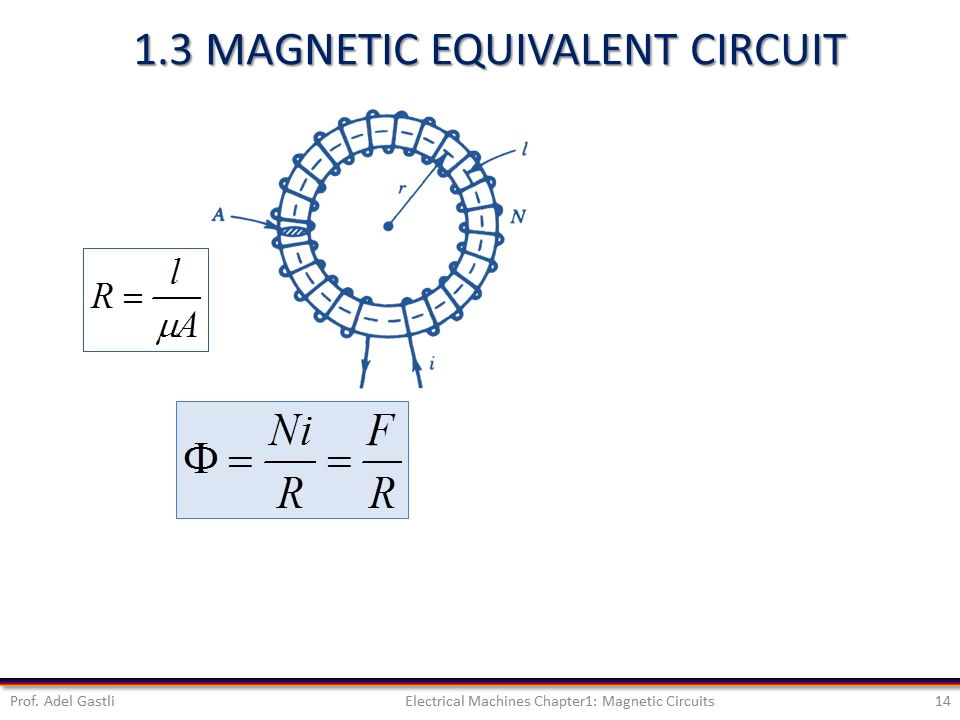 1.3 MAGNETIC EQUIVALENT CIRCUIT
l
r
A
N
R = l / μA
i
Φ = Ni / R = F / R
Prof. Adel Gastli
Electrical Machines Chapter1: Magnetic Circuits
14